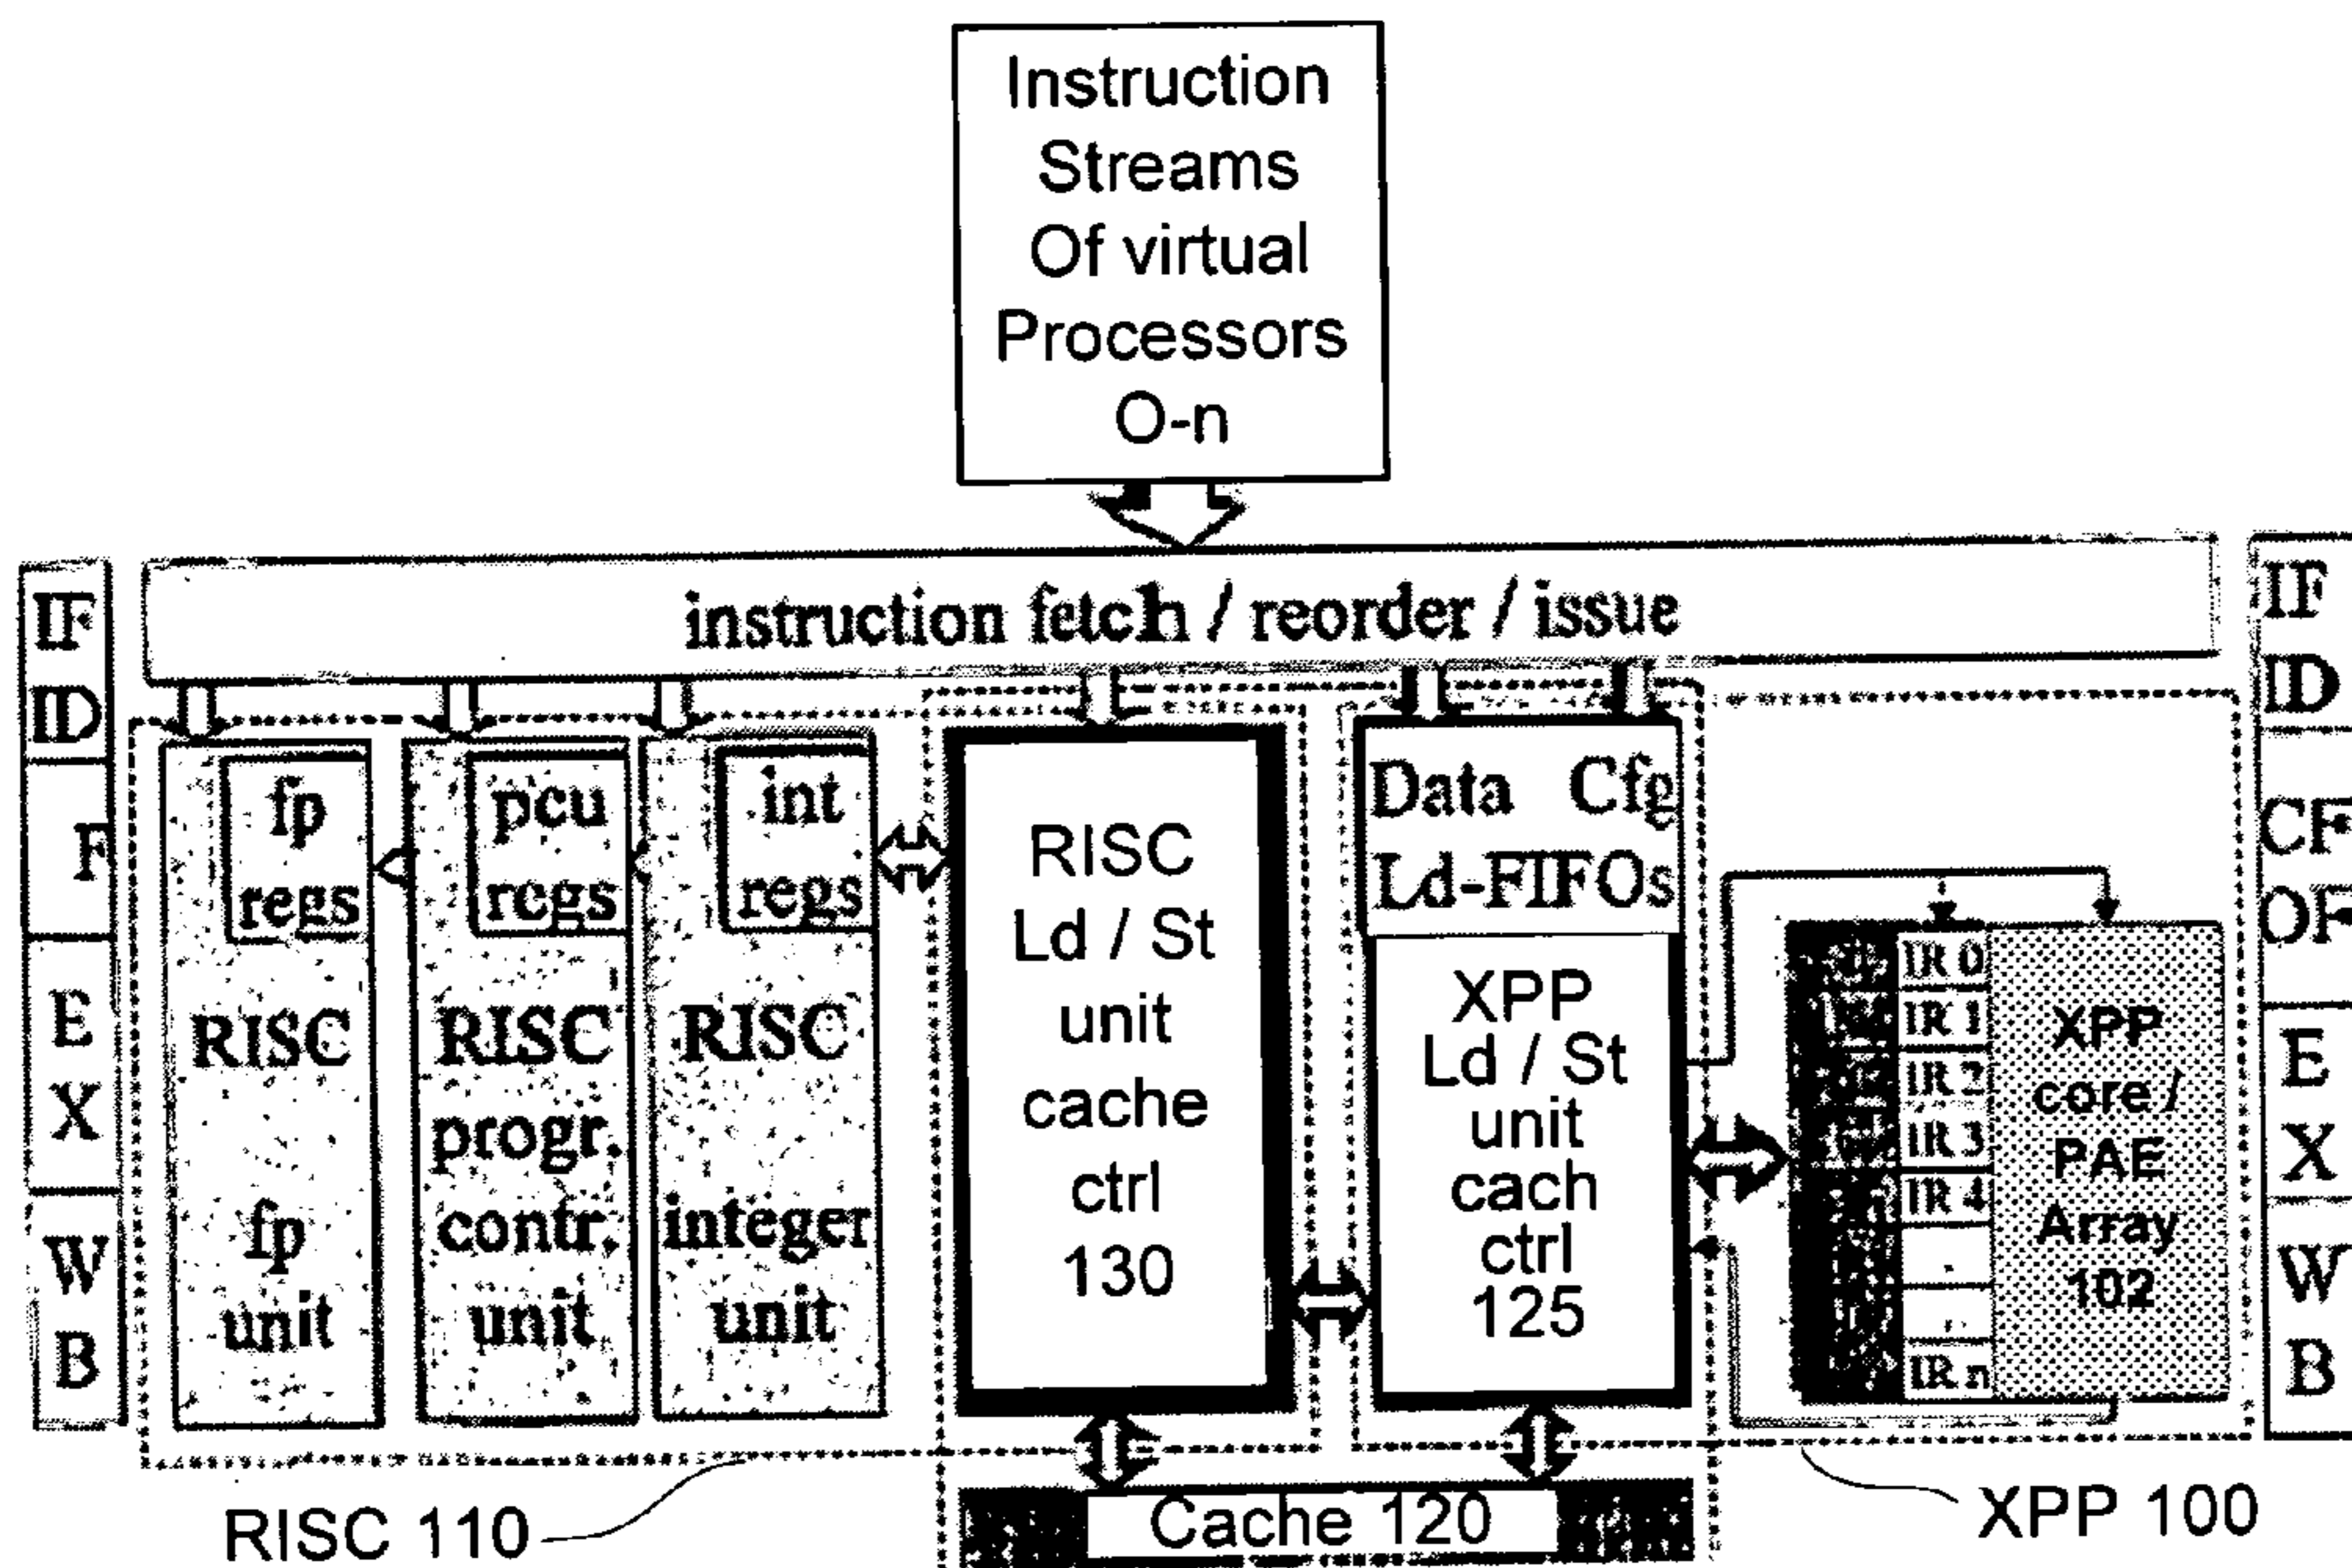 Instruction
Streams
Of virtual
Processors
O-n
instruction fetch / reorder / issue
IF
ID
F
E
X
W
B
fp
regs
RISC
fp
unit
pcu
regs
RISC
progr.
contr.
unit
int
regs
RISC
integer
unit
RISC
Ld / St
unit
cache
ctrl
130
Data Cfg
Ld-FIFOs
XPP
Ld / St
unit
cach
ctrl
125
IR 0
IR 1
IR 2
IR 3
IR 4
.
.
IR n
XPP
core /
PAE
Array
102
IF
ID
CF
OF
E
X
W
B
RISC 110
Cache 120
XPP 100